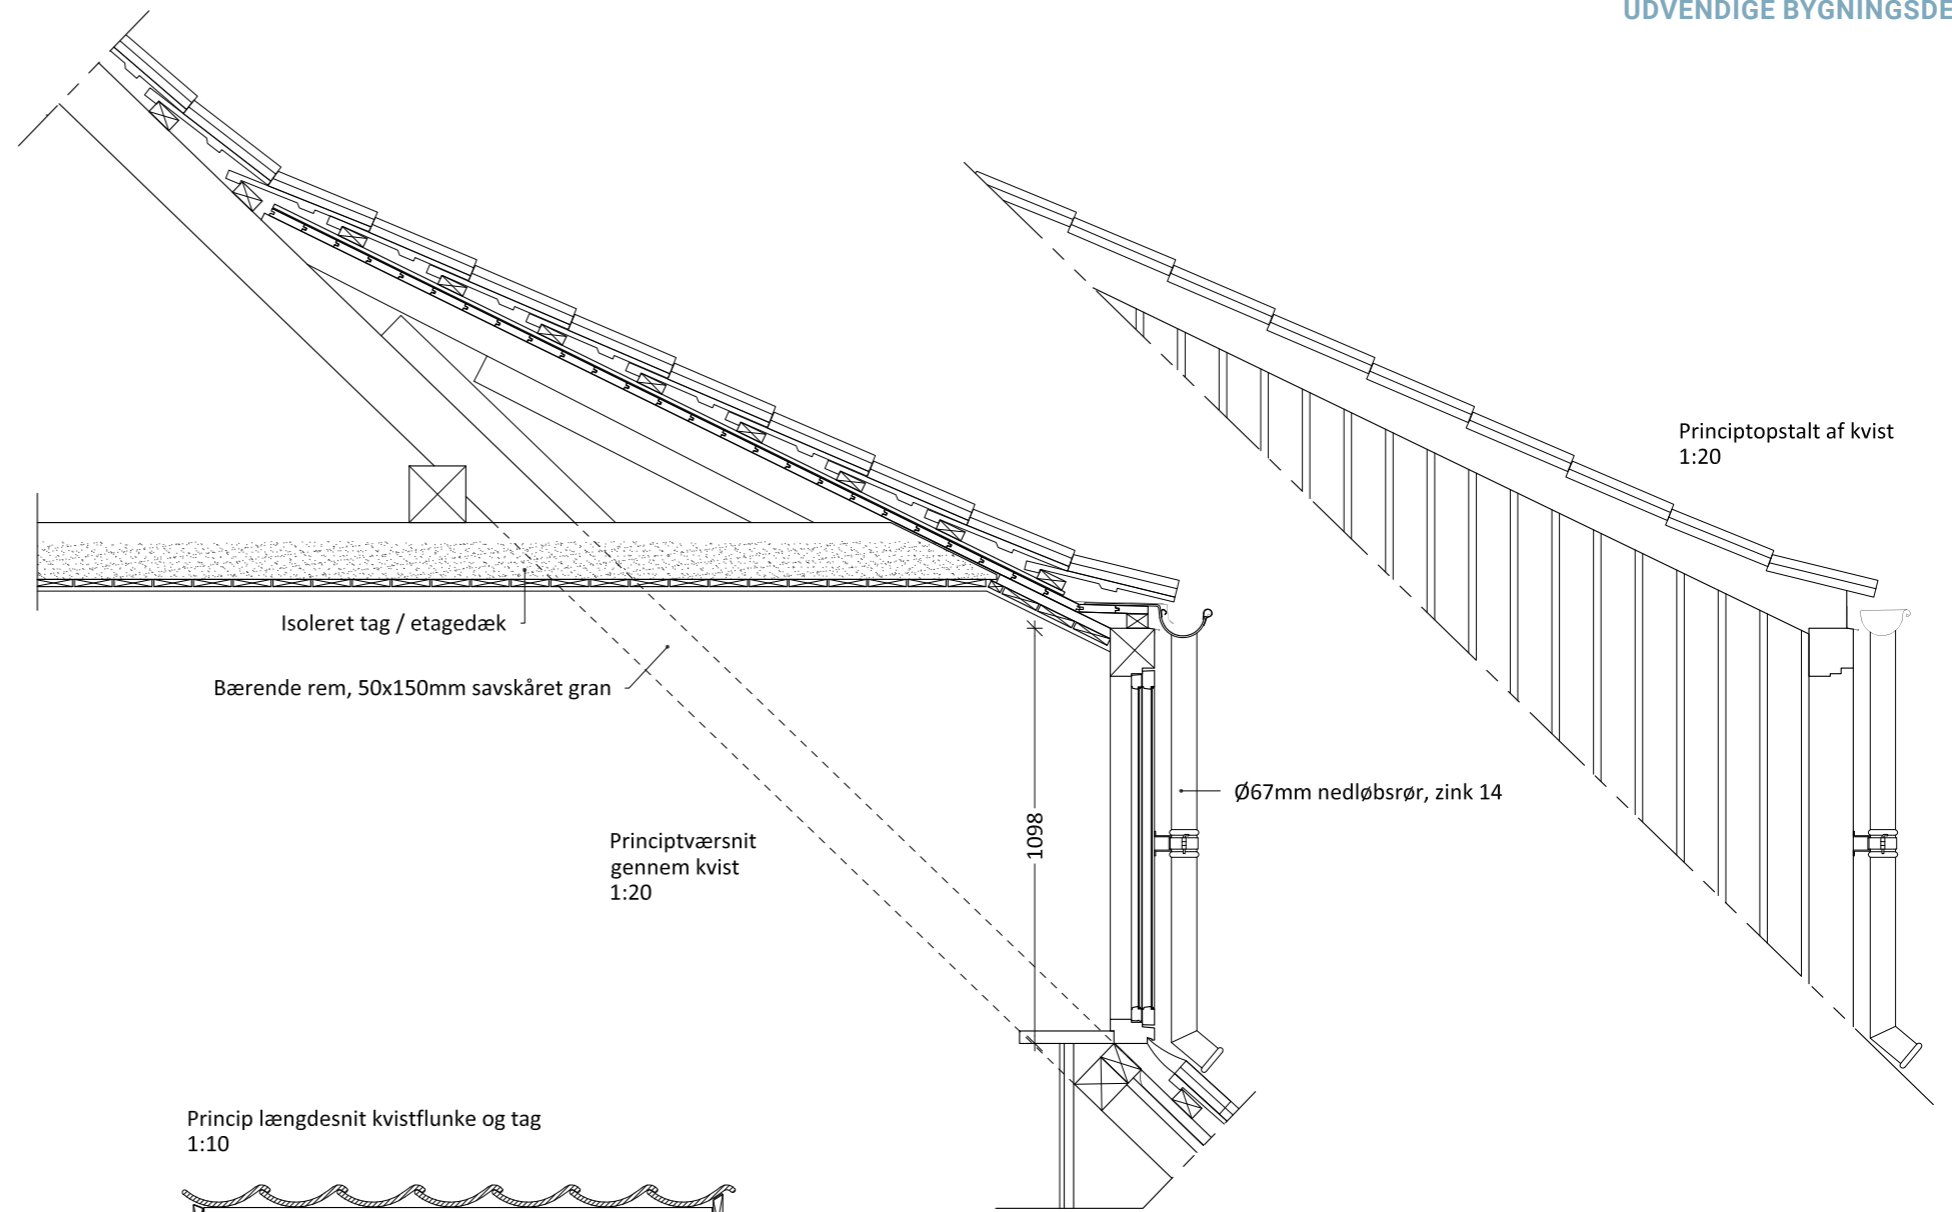 UDVENDIGE BYGNINGSDE
Principtopstalt af kvist
1:20
Isoleret tag / etagedæk
Bærende rem, 50x150mm savskåret gran
Ø67mm nedløbsrør, zink 14
1098
Principtværsnit
gennem kvist
1:20
Princip længdesnit kvistflunke og tag
1:10